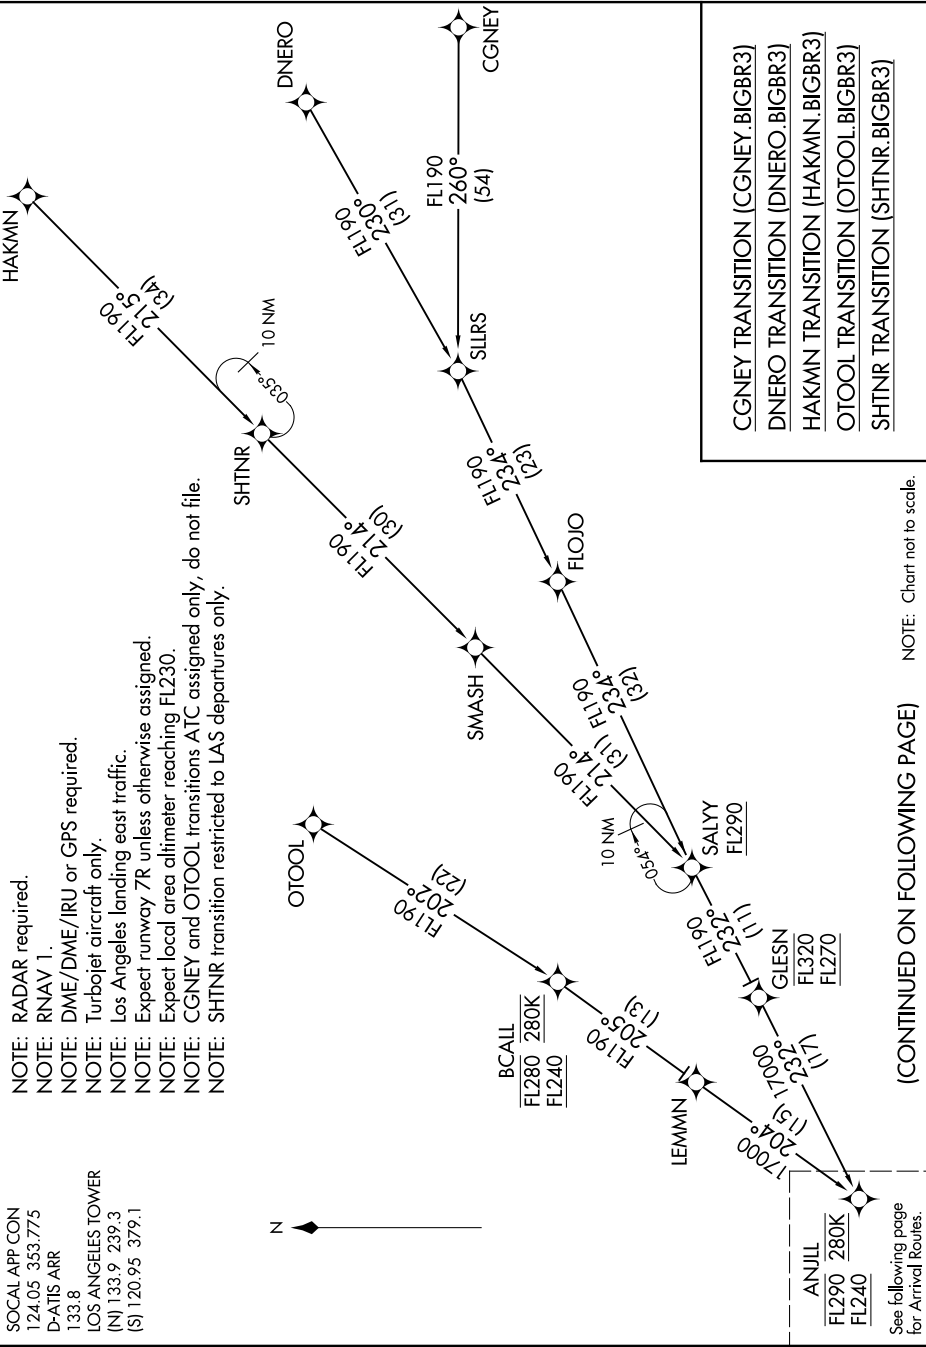 SOCAL APP CON
124.05 353.775
D-ATIS ARR
133.8
LOS ANGELES TOWER
(N) 133.9 239.3
(S) 120.95 379.1
NOTE: RADAR required.
NOTE: RNAV 1.
NOTE: DME/DME/IRU or GPS required.
NOTE: Turbojet aircraft only.
NOTE: Los Angeles landing east traffic.
NOTE: Expect runway 7R unless otherwise assigned.
NOTE: Expect local area altimeter reaching FL230.
NOTE: CGNEY and OTOOL transitions ATC assigned only, do not file.
NOTE: SHTNR transition restricted to LAS departures only.
N
HAKMN
FL190
215°
(34)
SHTNR
035°
10 NM
FL190
214°
(30)
SMASH
FL190
214°
(31)
DNERO
FL190
230°
(31)
CGNEY
FL190
260°
(54)
SLLRS
FL190
234°
(23)
FLOJO
FL190
234°
(32)
10 NM
054°
SALYY
FL290
FL190
232°
(11)
GLESN
FL320
FL270
17000
232°
(17)
OTOOL
FL190
202°
(22)
BCALL
FL280 280K
FL240
FL190
205°
(13)
LEMMN
17000
204°
(15)
ANJLL
FL290 280K
FL240
See following page
for Arrival Routes.
(CONTINUED ON FOLLOWING PAGE)
NOTE: Chart not to scale.
CGNEY TRANSITION (CGNEY.BIGBR3)
DNERO TRANSITION (DNERO.BIGBR3)
HAKMN TRANSITION (HAKMN.BIGBR3)
OTOOL TRANSITION (OTOOL.BIGBR3)
SHTNR TRANSITION (SHTNR.BIGBR3)